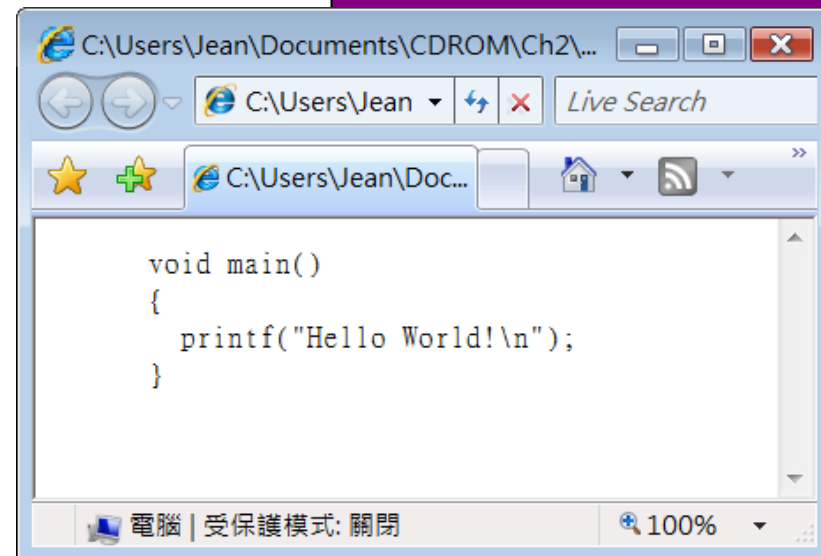 C:\Users\Jean\Documents\CDROM\Ch2\...
C:\Users\Jean
Live Search
C:\Users\Jean\Doc...
void main()
{
  printf("Hello World!\n");
}
電腦 | 受保護模式: 關閉
100%